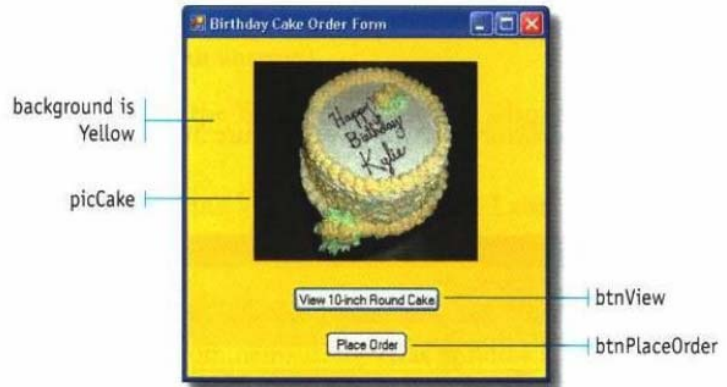 Birthday Cake Order Form
background is
Yellow
Happy
Birthday
Kylie
picCake
View 10-inch Round Cake
btnView
Place Order
btnPlaceOrder